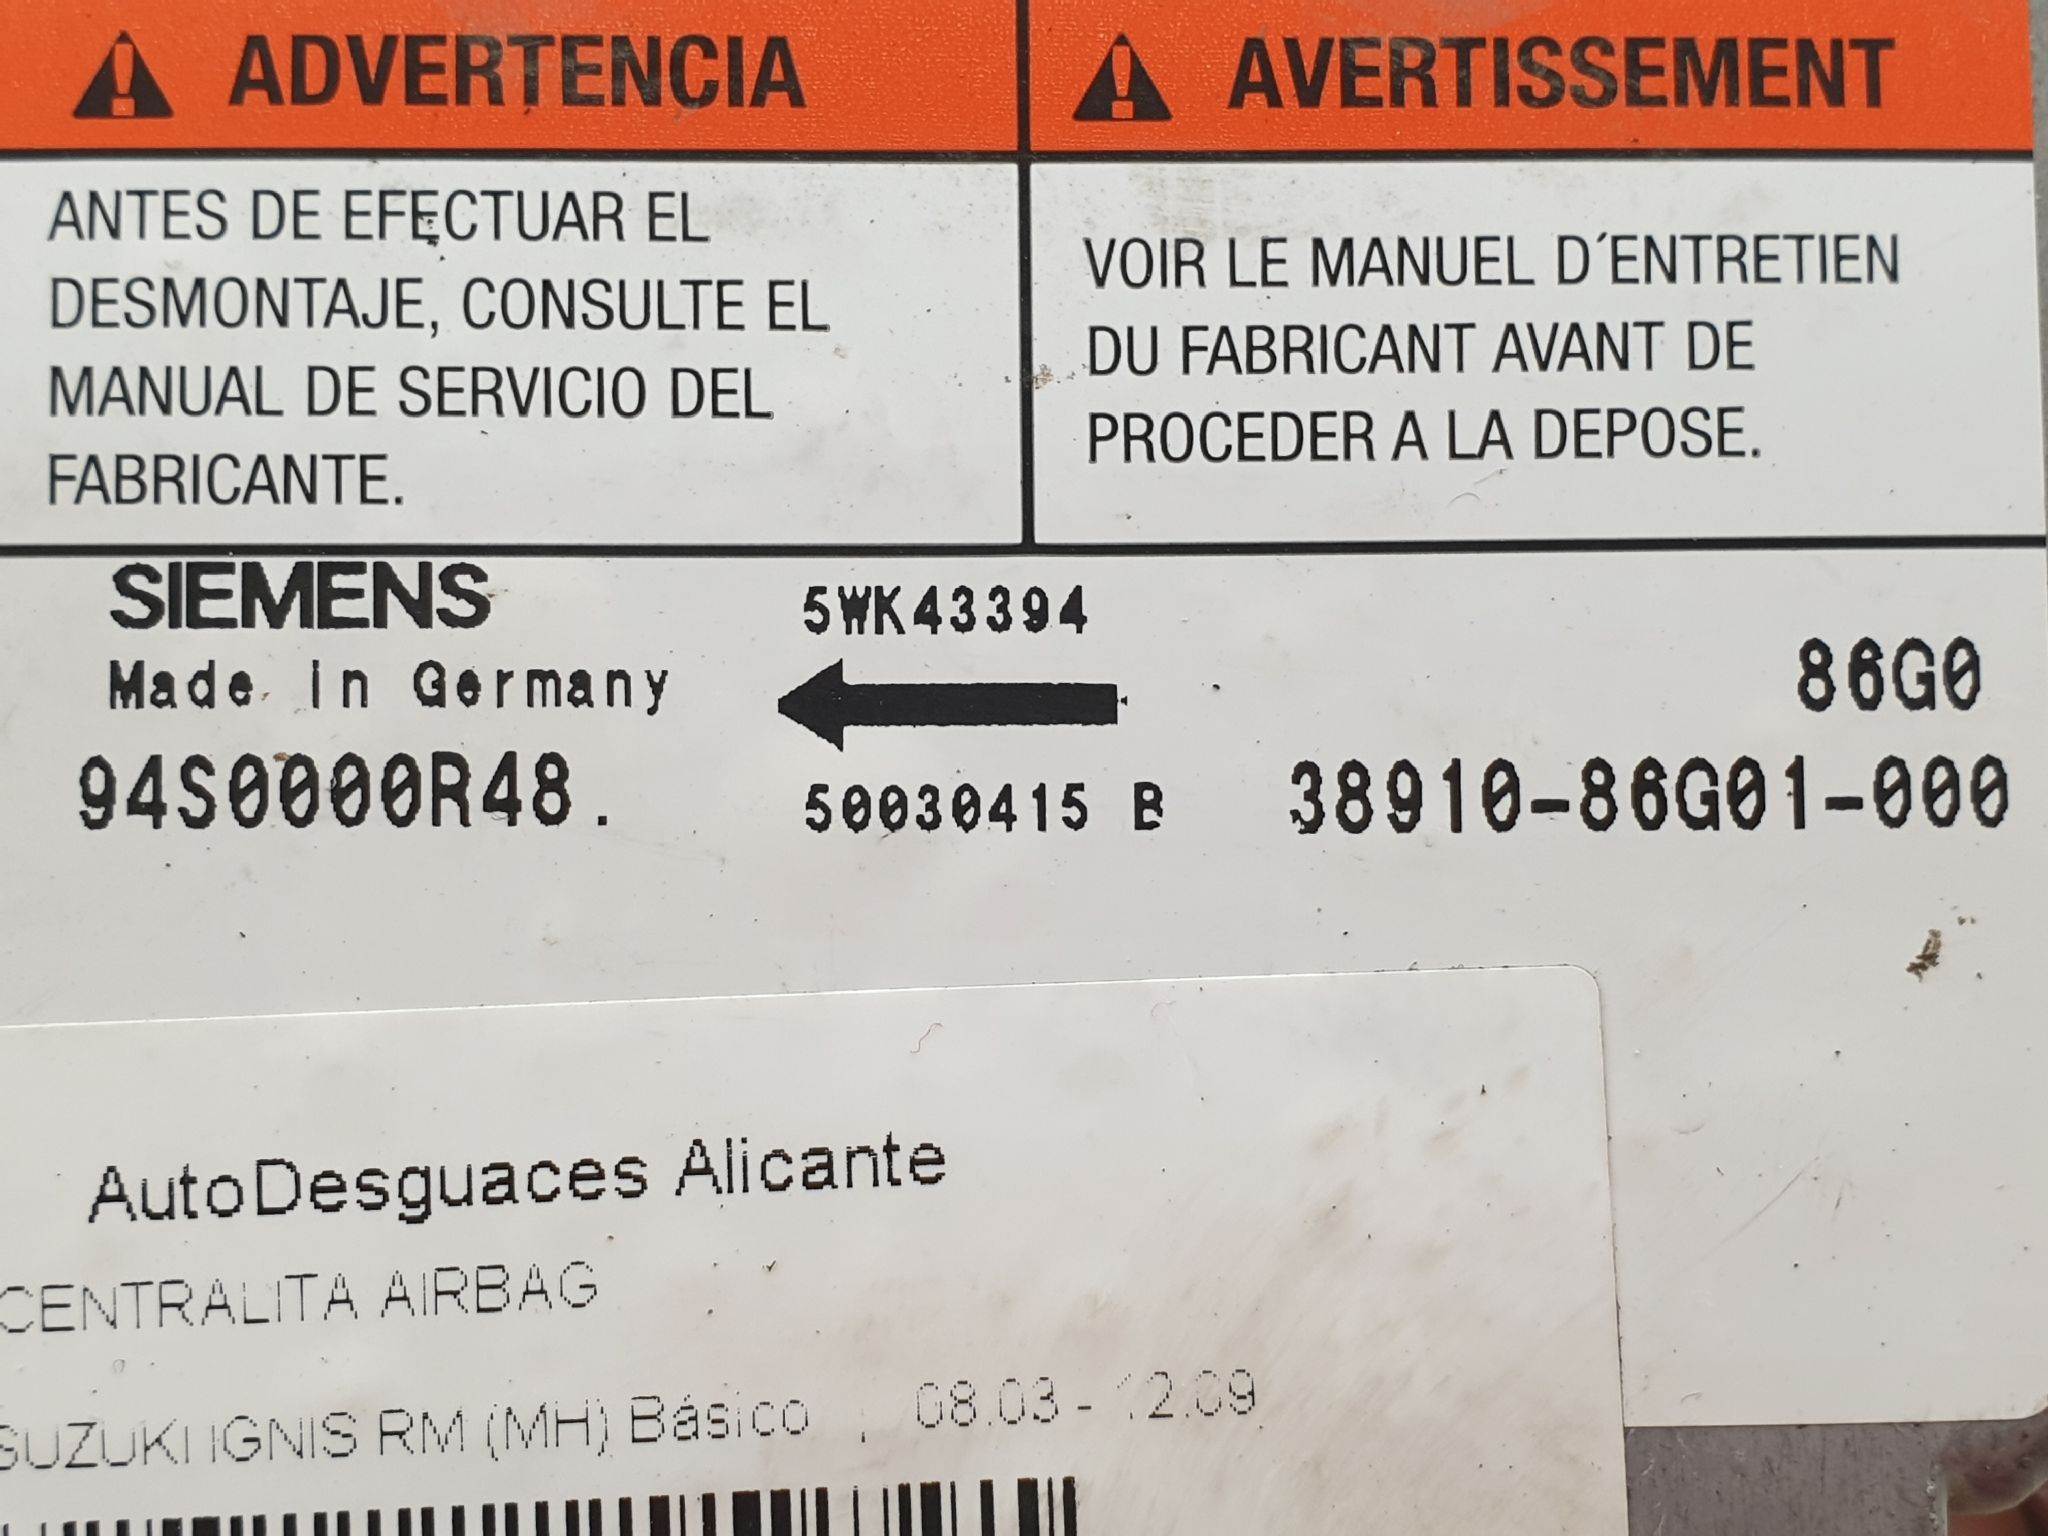 ADVERTENCIA
ANTES DE EFECTUAR EL
DESMONTAJE, CONSULTE EL
MANUAL DE SERVICIO DEL
FABRICANTE.
AVERTISSEMENT
VOIR LE MANUEL D´ENTRETIEN
DU FABRICANT AVANT DE
PROCEDER A LA DEPOSE.
SIEMENS
Made in Germany
94S0000R48.
5WK43394
50030415 B
86G0
38910-86G01-000
AutoDesguaces Alicante
CENTRALITA AIRBAG
SUZUKI IGNIS RM (MH) Básico | 08.03 - 12.09